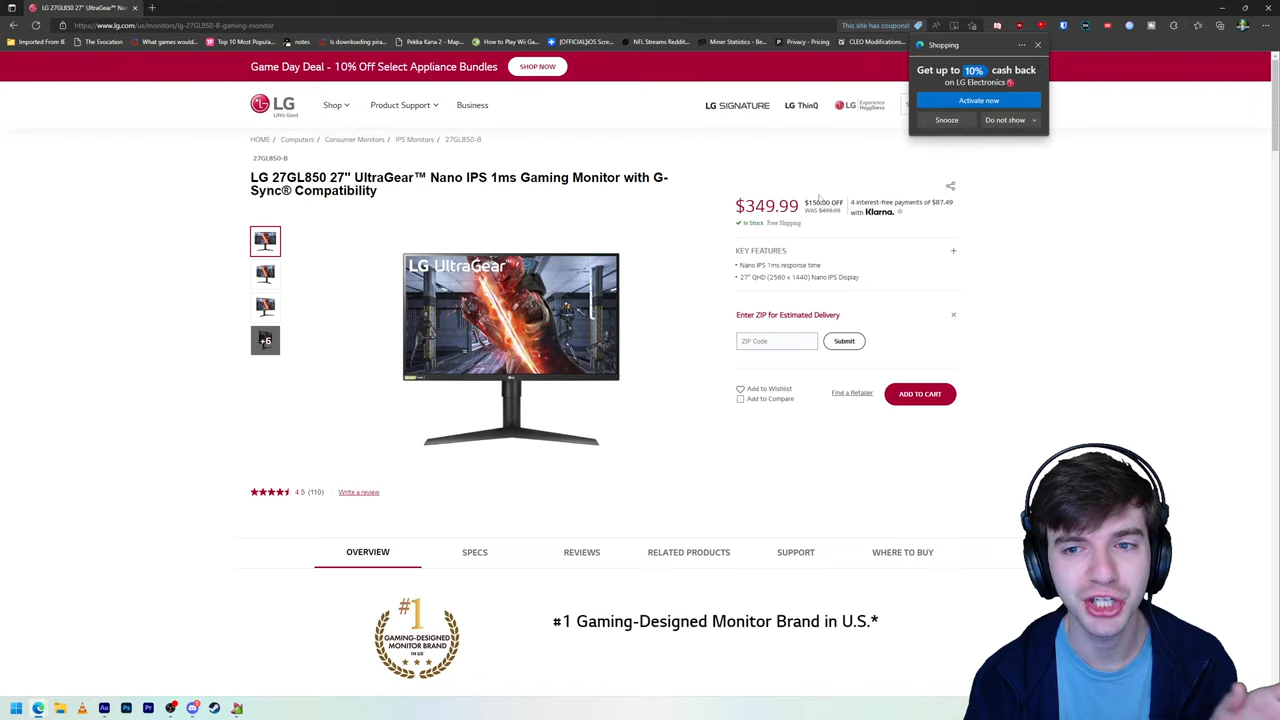 LG 27GL850 27" UltraGear™ Na
https://www.lg.com/us/monitors/lg-27gl850-b-gaming-monitor
This site has coupons!
Imported From IE
The Evocation
What games would...
Top 10 Most Popul...
notes
Is downloading pira...
Pekka Kana 2 - Map...
How to Play Wii Ga...
[OFFICIAL]iOS Scre...
NFL Streams Reddit...
Miner Statistics - Be...
Privacy - Pricing
CLEO Modifications...
Shopping
Get up to 10% cash back
on LG Electronics
Activate now
Snooze
Do not show
Game Day Deal - 10% Off Select Appliance Bundles
SHOP NOW
LG
Life's Good
Shop
Product Support
Business
LG SIGNATURE
LG ThinQ
LG Experience Happiness
HOME / Computers / Consumer Monitors / IPS Monitors / 27GL850-B
27GL850-B
LG 27GL850 27" UltraGear™ Nano IPS 1ms Gaming Monitor with G-
Sync® Compatibility
$349.99
$150.00 OFF
WAS $499.99
4 interest-free payments of $87.49
with Klarna.
In Stock
Free Shipping
KEY FEATURES
• Nano IPS 1ms response time
• 27" QHD (2560 x 1440) Nano IPS Display
Enter ZIP for Estimated Delivery
ZIP Code
Submit
Add to Wishlist
Add to Compare
Find a Retailer
ADD TO CART
LG UltraGear™
+6
4.5 (110)
Write a review
OVERVIEW
SPECS
REVIEWS
RELATED PRODUCTS
SUPPORT
WHERE TO BUY
#1
GAMING-DESIGNED
MONITOR BRAND
IN US*
#1 Gaming-Designed Monitor Brand in U.S.*